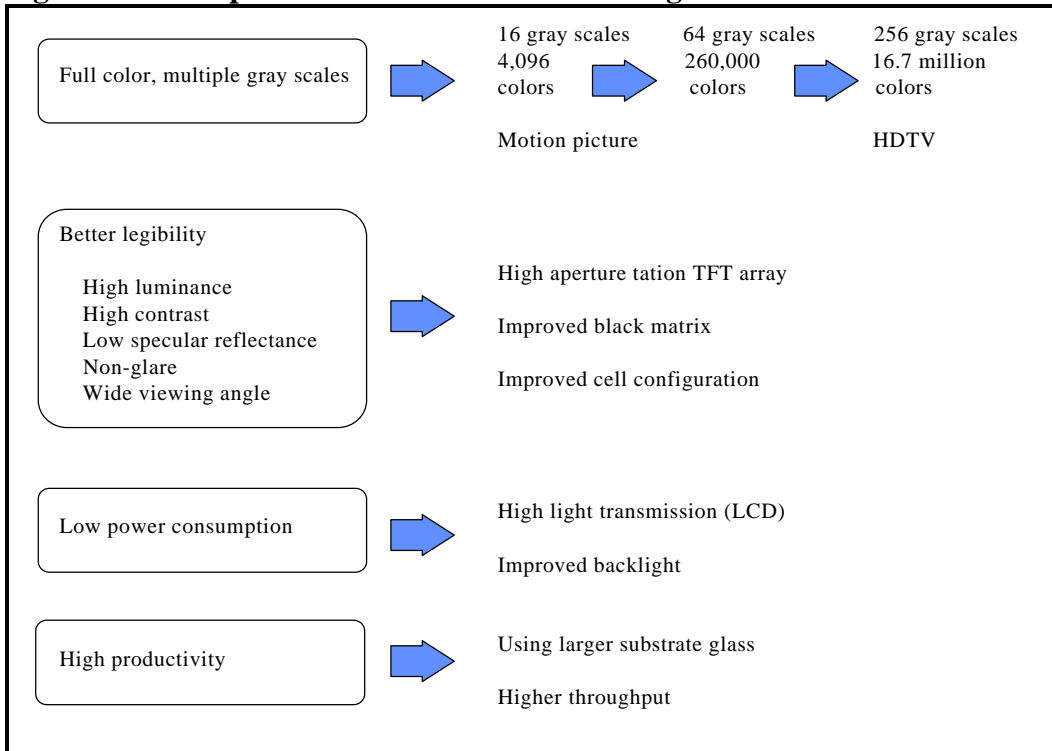 Full color, multiple gray scales
16 gray scales
4,096
colors
64 gray scales
260,000
colors
256 gray scales
16.7 million
colors
Motion picture
HDTV
Better legibility
High luminance
High contrast
Low specular reflectance
Non-glare
Wide viewing angle
High aperture tation TFT array
Improved black matrix
Improved cell configuration
Low power consumption
High light transmission (LCD)
Improved backlight
High productivity
Using larger substrate glass
Higher throughput